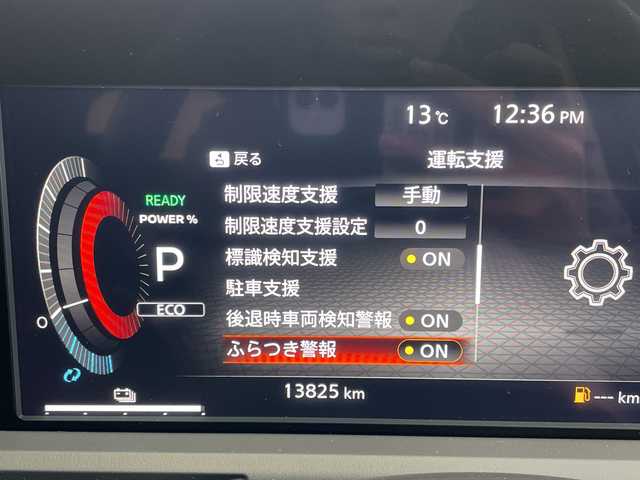 13℃ 12:36 PM
戻る 運転支援
制限速度支援 手動
制限速度支援設定 0
標識検知支援 ON
駐車支援
後退時車両検知警報 ON
ふらつき警報 ON
READY
POWER %
P
ECO
0
13825 km
--- km